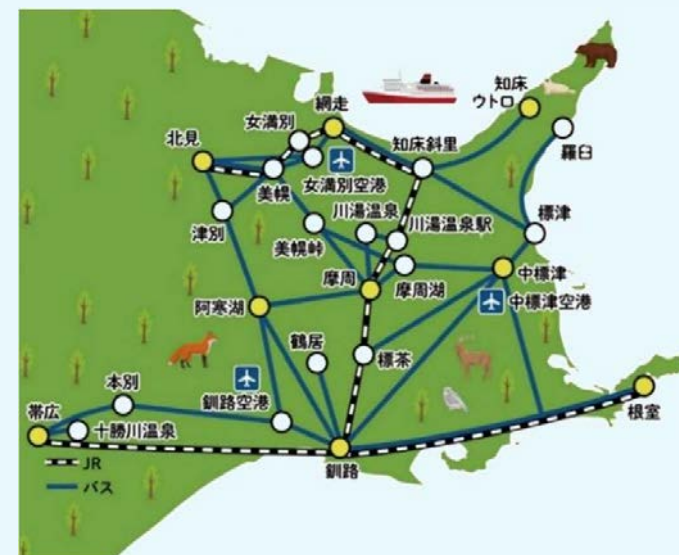 知床
ウトロ
網走
女満別
北見
知床斜里
羅臼
女満別空港
美幌
川湯温泉
川湯温泉駅
標津
津別
美幌峠
摩周
摩周湖
中標津
中標津空港
阿寒湖
鶴居
標茶
本別
釧路空港
帯広
十勝川温泉
根室
釧路
JR
バス